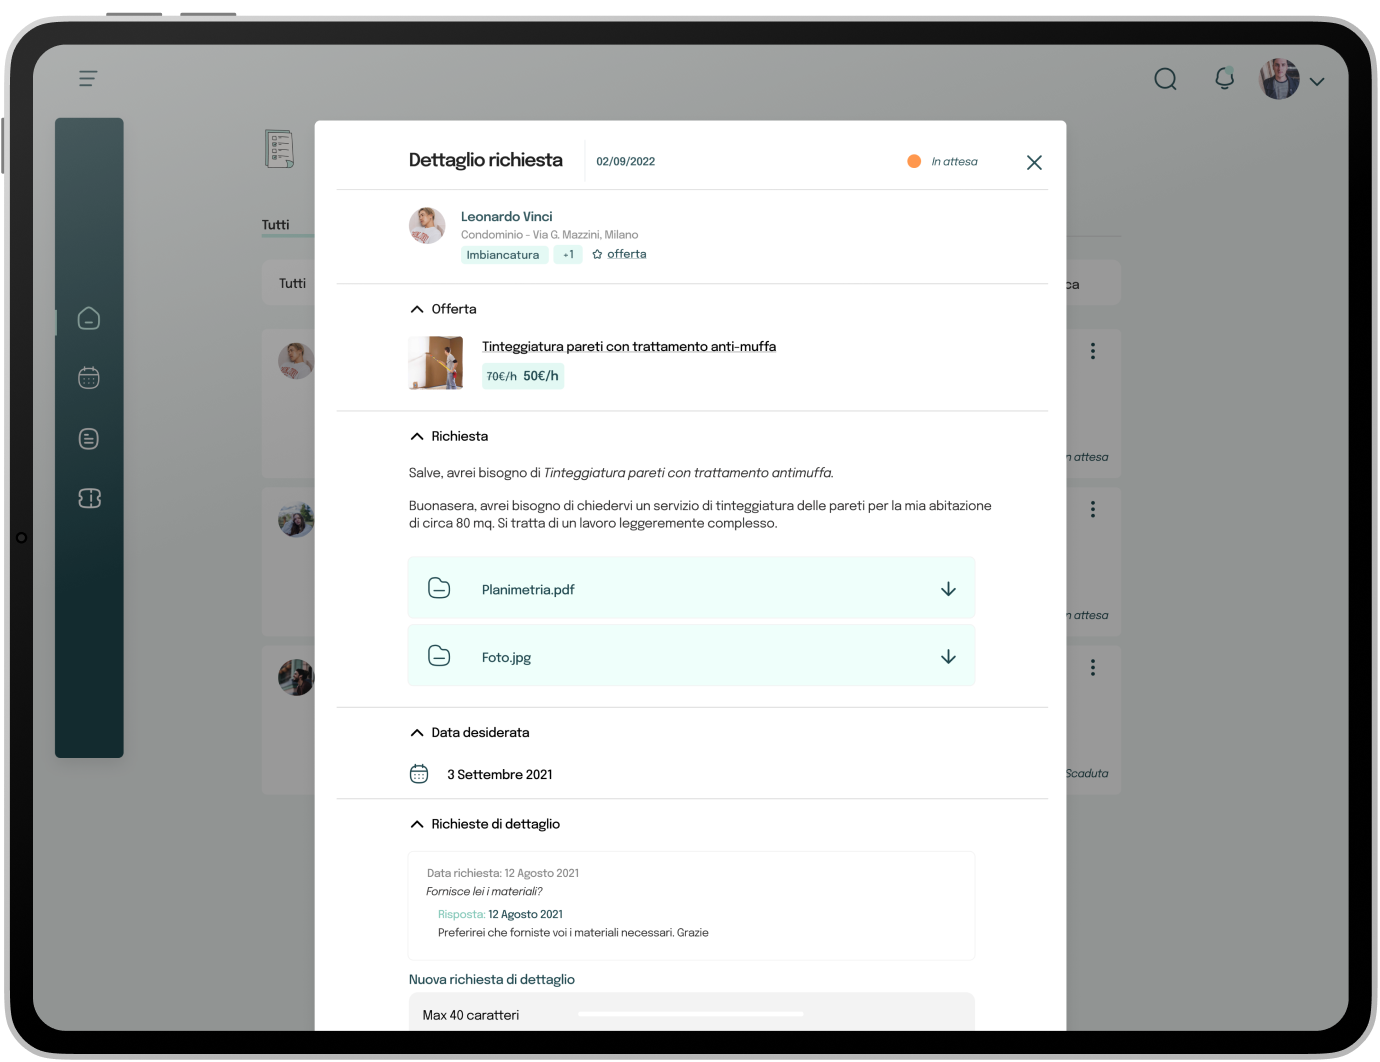 Dettaglio richiesta
02/09/2022
In attesa
Leonardo Vinci
Condominio - Via G. Mazzini, Milano
Imbiancatura
+1
offerta
Offerta
Tinteggiatura pareti con trattamento anti-muffa
70€/h 50€/h
Richiesta
Salve, avrei bisogno di Tinteggiatura pareti con trattamento antimuffa.
Buonasera, avrei bisogno di chiedervi un servizio di tinteggiatura delle pareti per la mia abitazione
di circa 80 mq. Si tratta di un lavoro leggeremente complesso.
Planimetria.pdf
Foto.jpg
Data desiderata
3 Settembre 2021
Richieste di dettaglio
Data richiesta: 12 Agosto 2021
Fornisce lei i materiali?
Risposta: 12 Agosto 2021
Preferirei che forniste voi i materiali necessari. Grazie
Nuova richiesta di dettaglio
Max 40 caratteri
Tutti
Tutti
ca
n attesa
n attesa
Scaduta